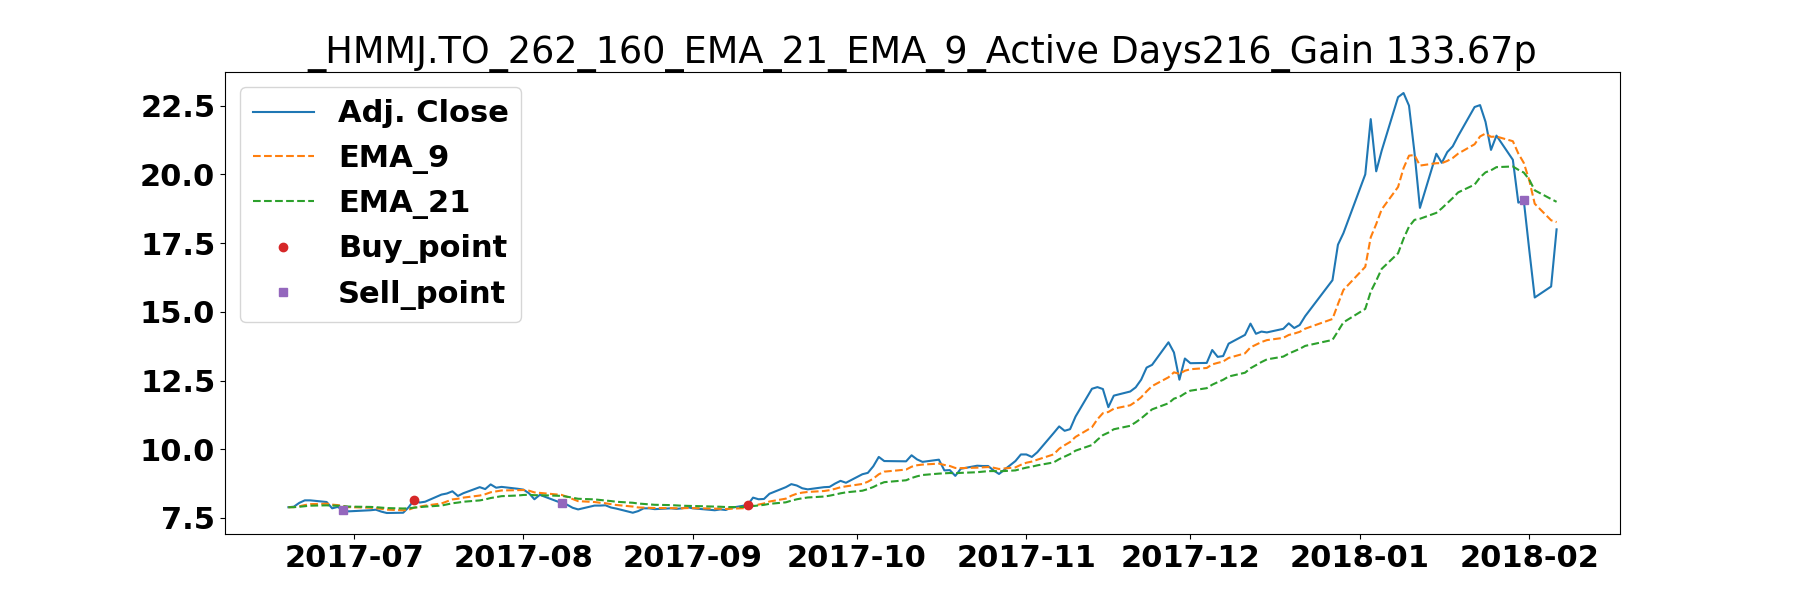 _HMMJ.TO_262_160_EMA_21_EMA_9_Active Days216_Gain 133.67p
22.5
20.0
17.5
15.0
12.5
10.0
7.5
Adj. Close
EMA_9
EMA_21
Buy_point
Sell_point
2017-07 2017-08 2017-09 2017-10 2017-11 2017-12 2018-01 2018-02